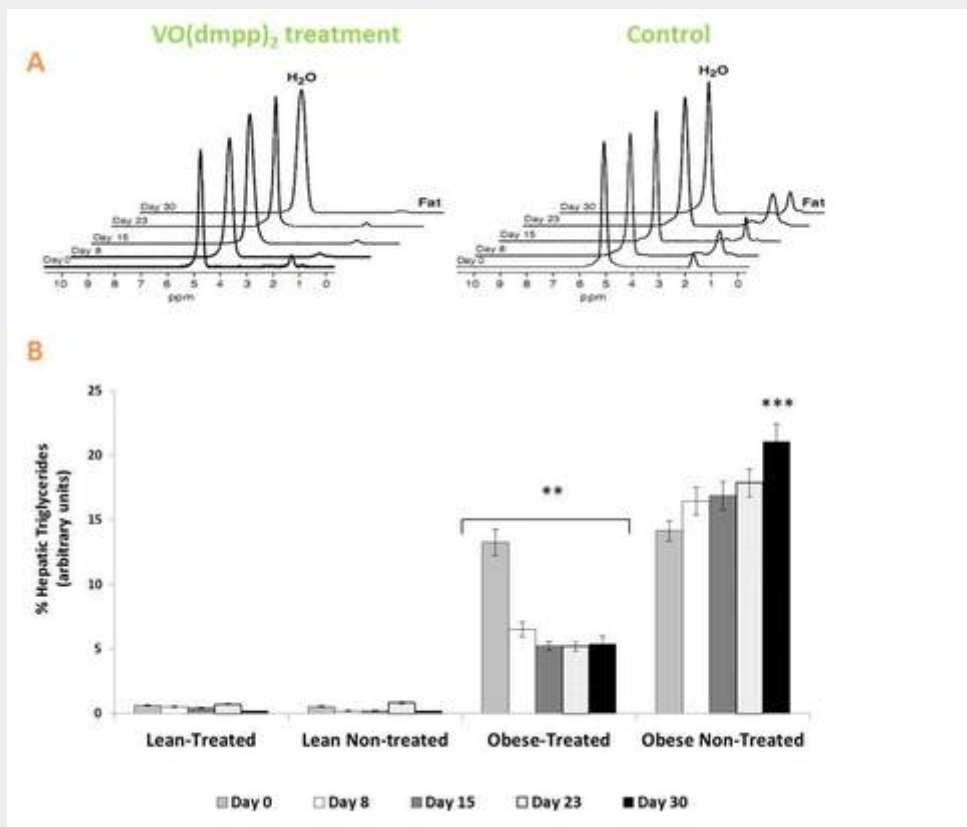 VO(dmpp)₂ treatment
Control
A
H₂O
Day 30
Fat
Day 23
Day 15
Day 8
Day 0
10 9 8 7 6 5 4 3 2 1 0
ppm
H₂O
Day 30
Fat
Day 23
Day 15
Day 8
Day 0
10 9 8 7 6 5 4 3 2 1 0
ppm
B
% Hepatic Triglycerides
(arbitrary units)
25
20
15
10
5
0
**
***
Lean-Treated Lean Non-treated Obese-Treated Obese Non-Treated
Day 0 Day 8 Day 15 Day 23 Day 30